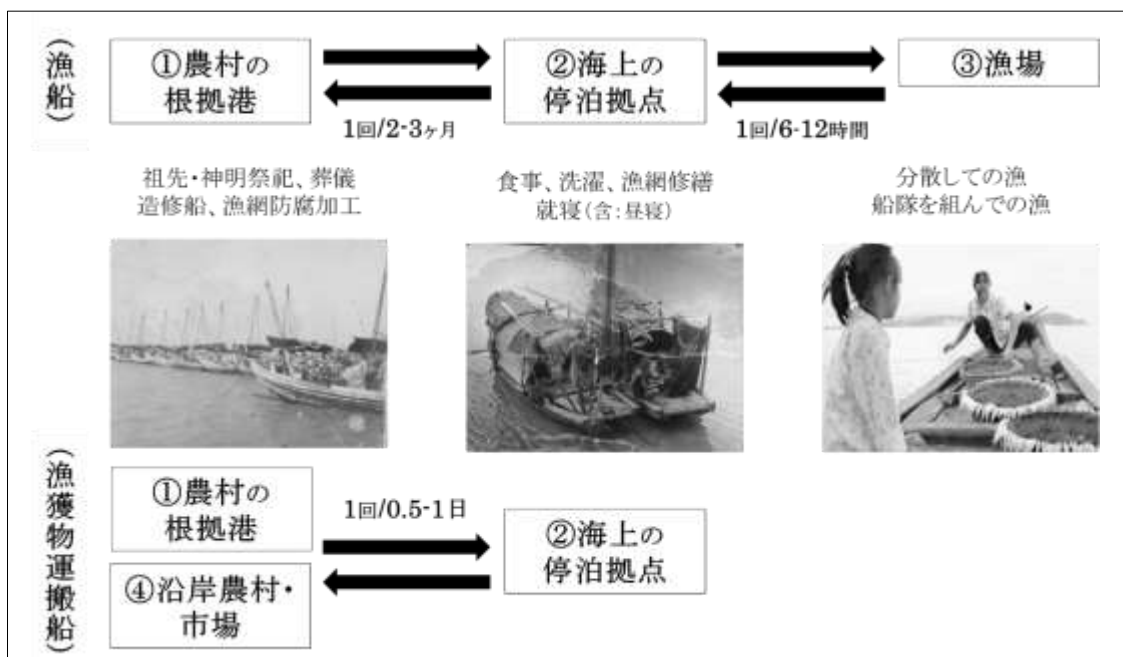 （漁船）
①農村の
根拠港
②海上の
停泊拠点
③漁場
1回/2-3ヶ月
1回/6-12時間
祖先・神明祭祀、葬儀
造修船、漁網防腐加工
食事、洗濯、漁網修繕
就寝（含：昼寝）
分散しての漁
船隊を組んでの漁
（漁獲物運搬船）
①農村の
根拠港
1回/0.5-1日
②海上の
停泊拠点
④沿岸農村・
市場